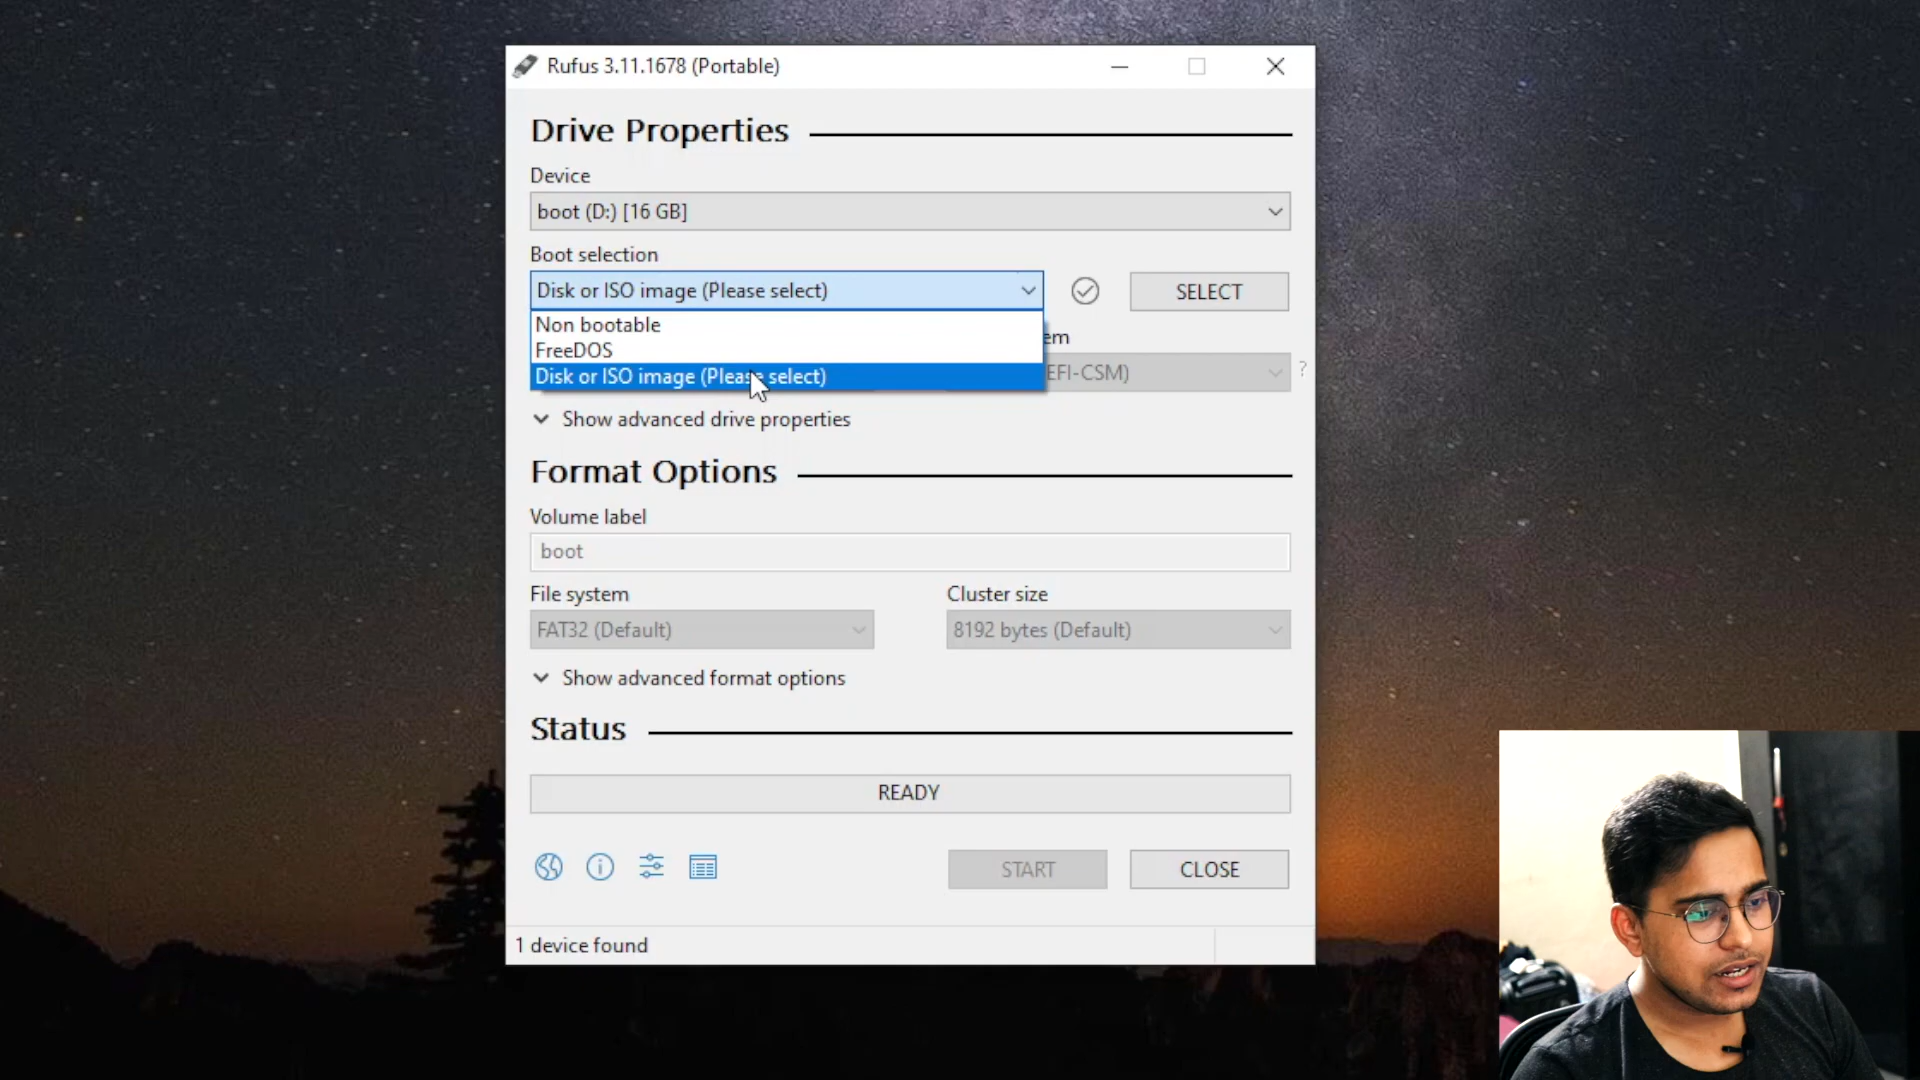 Rufus 3.11.1678 (Portable)
Drive Properties
Device
boot (D:) [16 GB]
Boot selection
Disk or ISO image (Please select)
SELECT
Non bootable
FreeDOS
Disk or ISO image (Please select)
em
EFI-CSM)
?
Show advanced drive properties
Format Options
Volume label
boot
File system
Cluster size
FAT32 (Default)
8192 bytes (Default)
Show advanced format options
Status
READY
START
CLOSE
1 device found